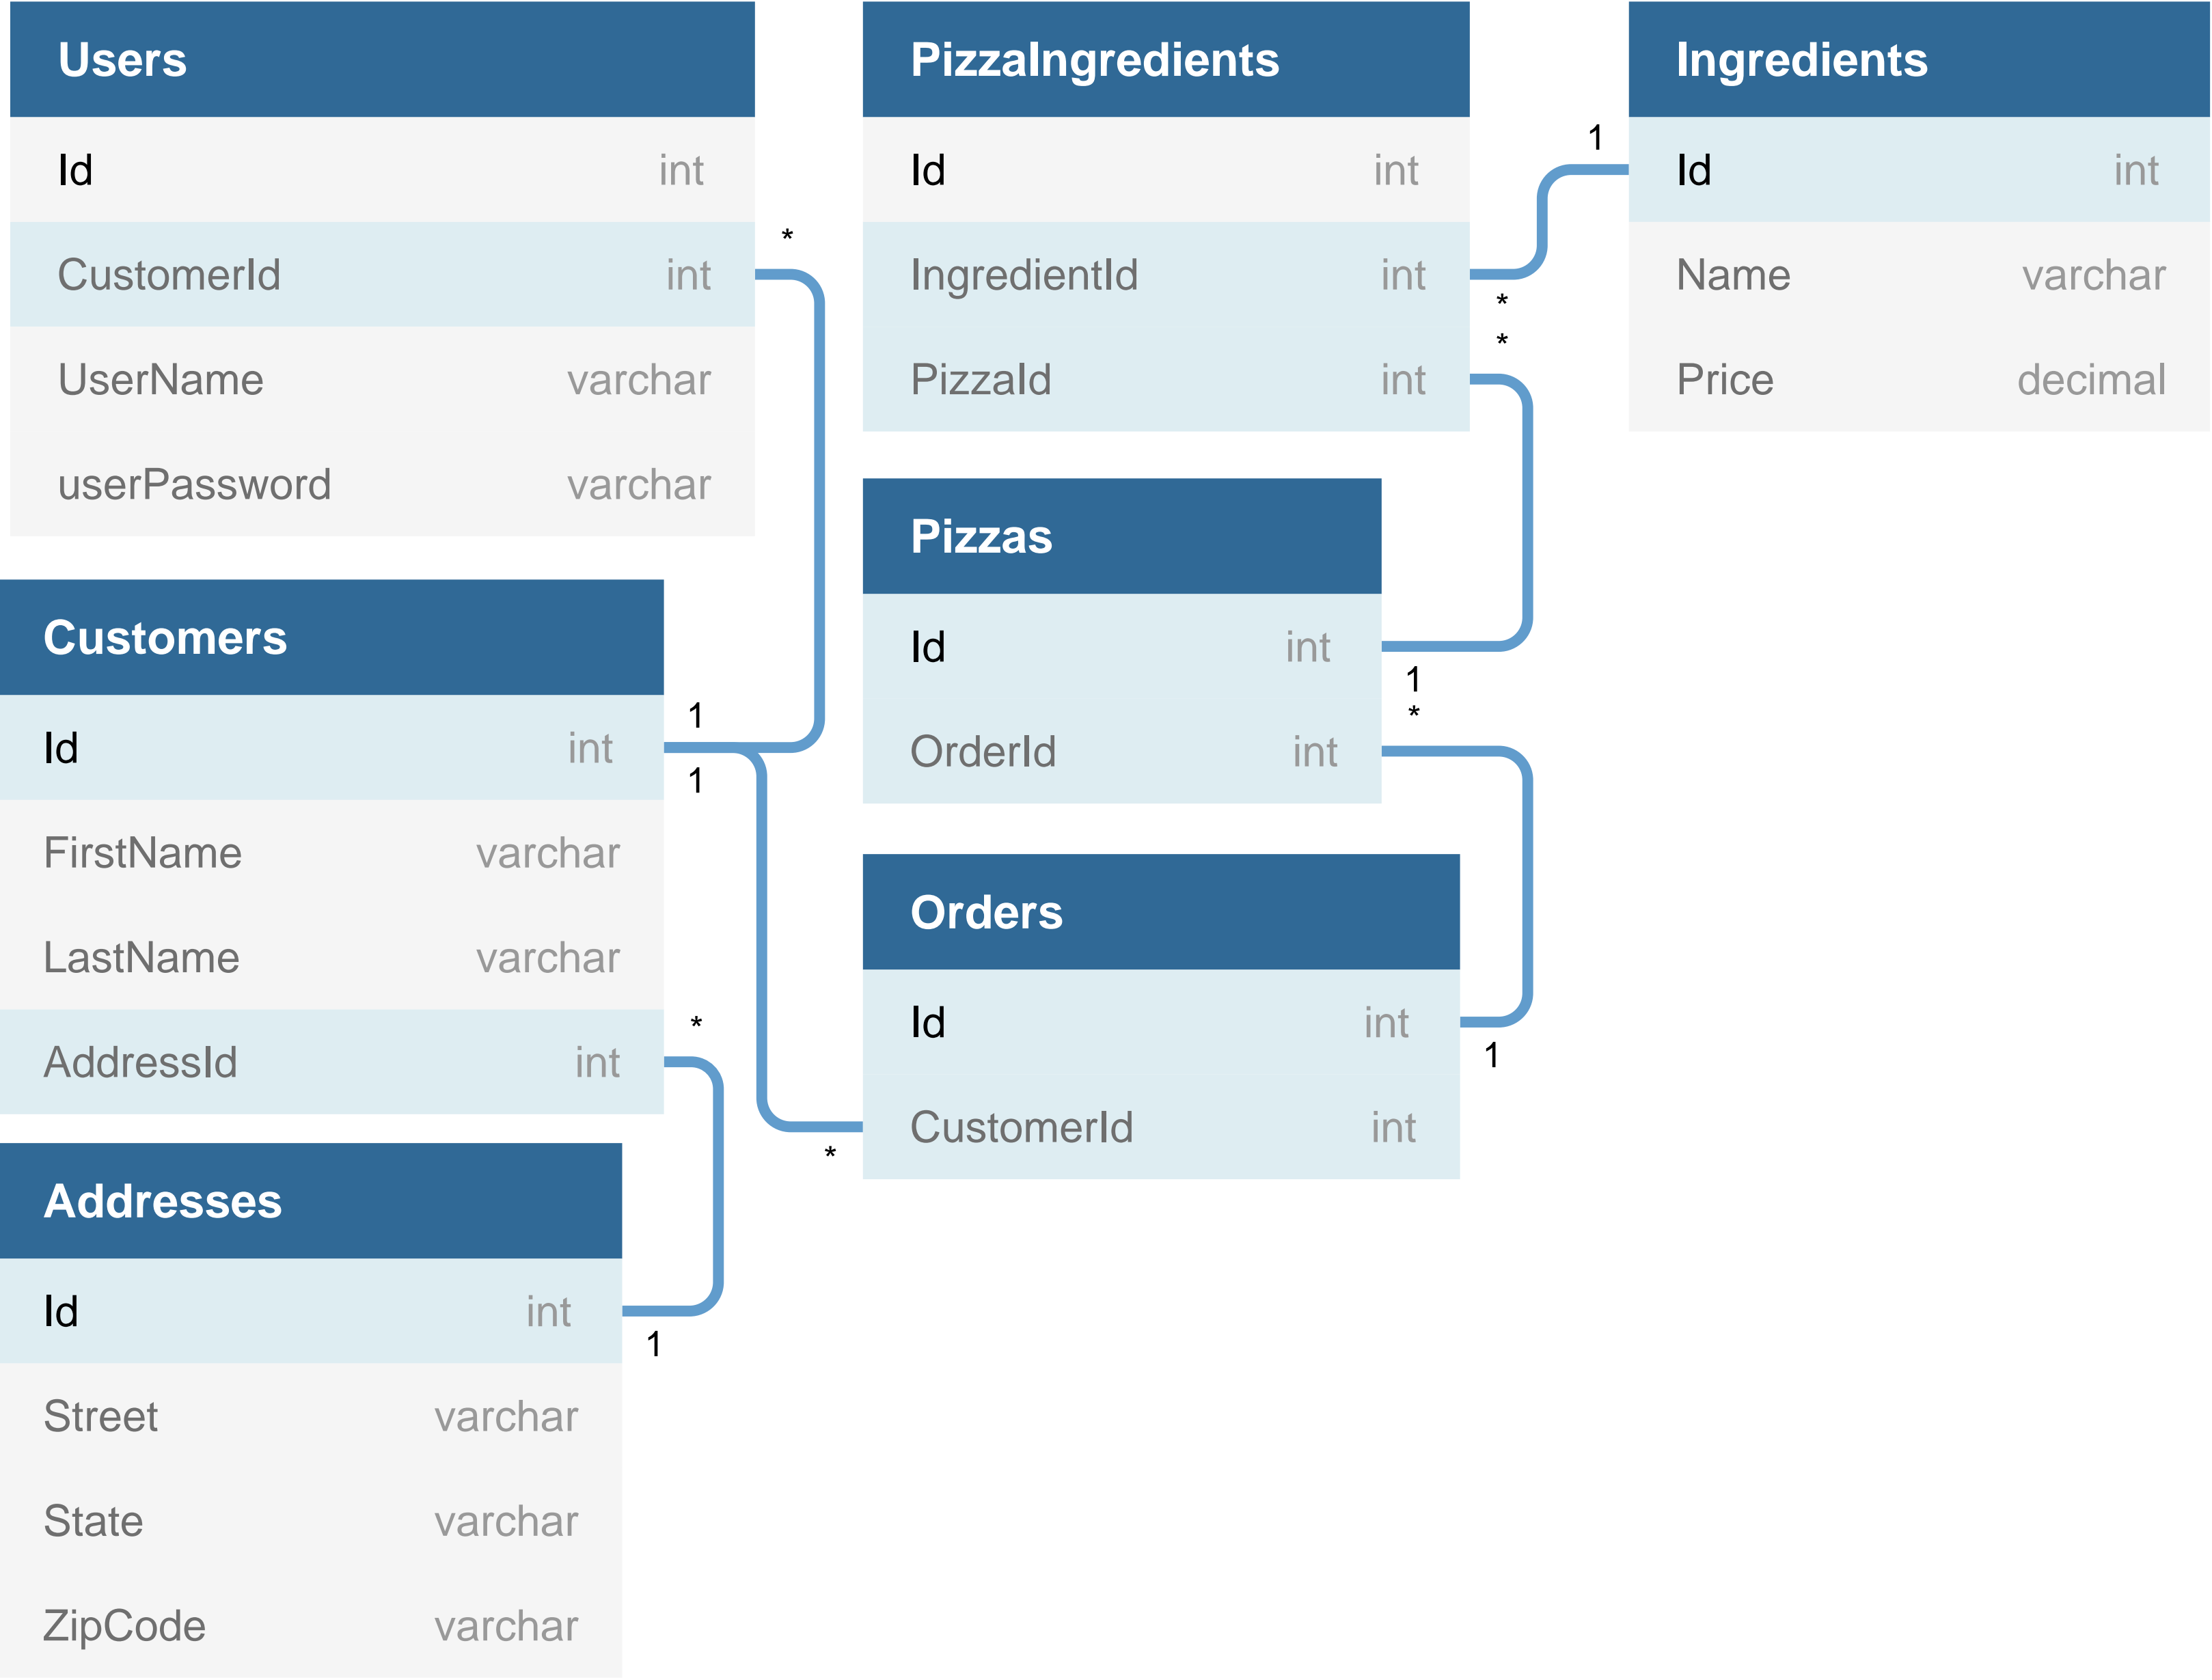 Users
Id int
CustomerId int
UserName varchar
userPassword varchar
*
Customers
Id int
1
1
FirstName varchar
LastName varchar
AddressId int
*
Addresses
Id int
1
Street varchar
State varchar
ZipCode varchar
PizzaIngredients
Id int
IngredientId int
*
*
PizzaId int
Pizzas
Id int
1
*
OrderId int
Orders
Id int
1
CustomerId int
*
Ingredients
1
Id int
Name varchar
Price decimal